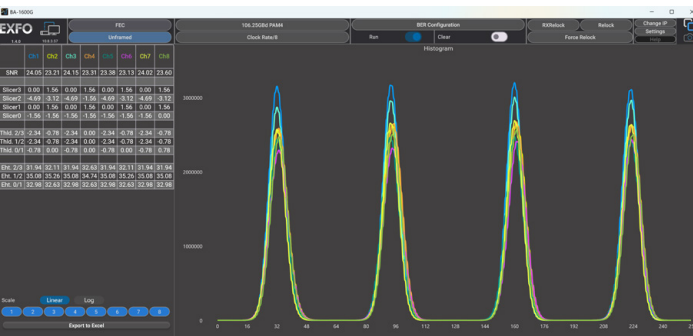 BA-1600G
EXFO
FEC
106.25GBd PAM4
BER Configuration
RXRelock
Relock
Change IP
Unframed
Clock Rate/8
Run
Clear
Force Relock
Settings
Help
Histogram
Ch1 Ch2 Ch3 Ch4 Ch5 Ch6 Ch7 Ch8
SNR 24.05 23.21 24.15 23.31 23.38 23.13 24.02 23.60
Slicer3 0.00 1.56 0.00 1.56 0.00 0.00 0.00 1.56
Slicer2 -4.69 -3.12 -4.69 -1.56 -4.69 -3.12 -4.69 -3.12
Slicer1 0.00 1.56 0.00 1.56 0.00 1.56 0.00 1.56
Slicer0 -1.56 -1.56 -1.56 -1.56 -1.56 -1.56 -1.56 0.00
Thld. 2/3 -2.34 -0.78 -2.34 0.00 -2.34 -0.78 -2.34 -0.78
Thld. 1/2 -2.34 -0.78 -2.34 0.00 -2.34 -0.78 -2.34 -0.78
Thld. 0/1 -0.78 0.00 -0.78 0.00 -0.78 0.00 -0.78 0.78
Eht. 2/3 31.94 32.11 31.94 32.63 31.94 32.11 31.94 31.94
Eht. 1/2 35.08 35.26 35.08 34.74 35.08 35.26 35.08 35.08
Eht. 0/1 32.98 32.63 32.98 32.63 32.98 32.63 32.98 32.98
3000000
2000000
1000000
0
0 16 32 48 64 80 96 112 128 144 160 176 192 208 224 240
Scale
Linear
Log
1 2 3 4 5 6 7 8
Export to Excel